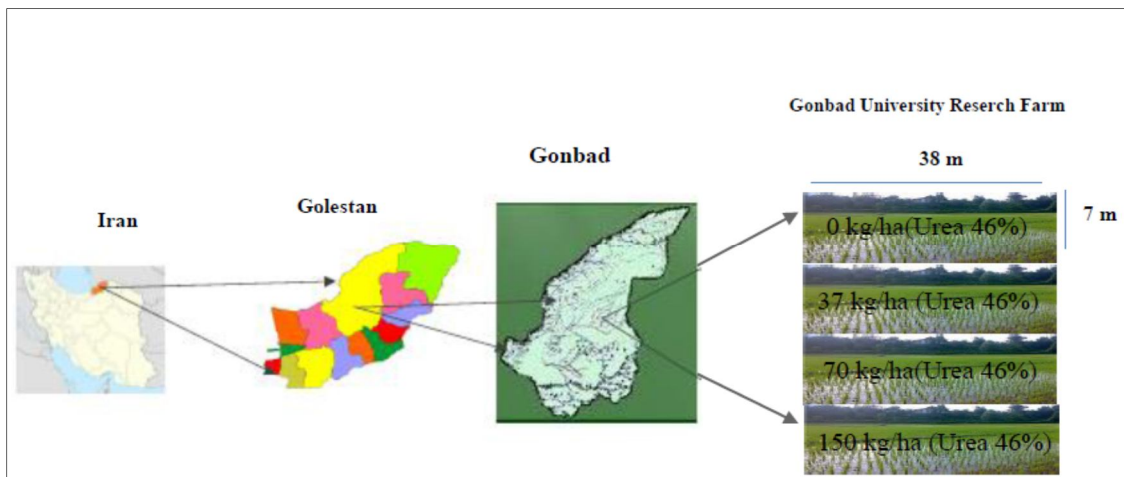 Gonbad University Reserch Farm
38 m
7 m
Iran
Golestan
Gonbad
0 kg/ha(Urea 46%)
37 kg/ha (Urea 46%)
70 kg/ha (Urea 46%)
150 kg/ha (Urea 46%)